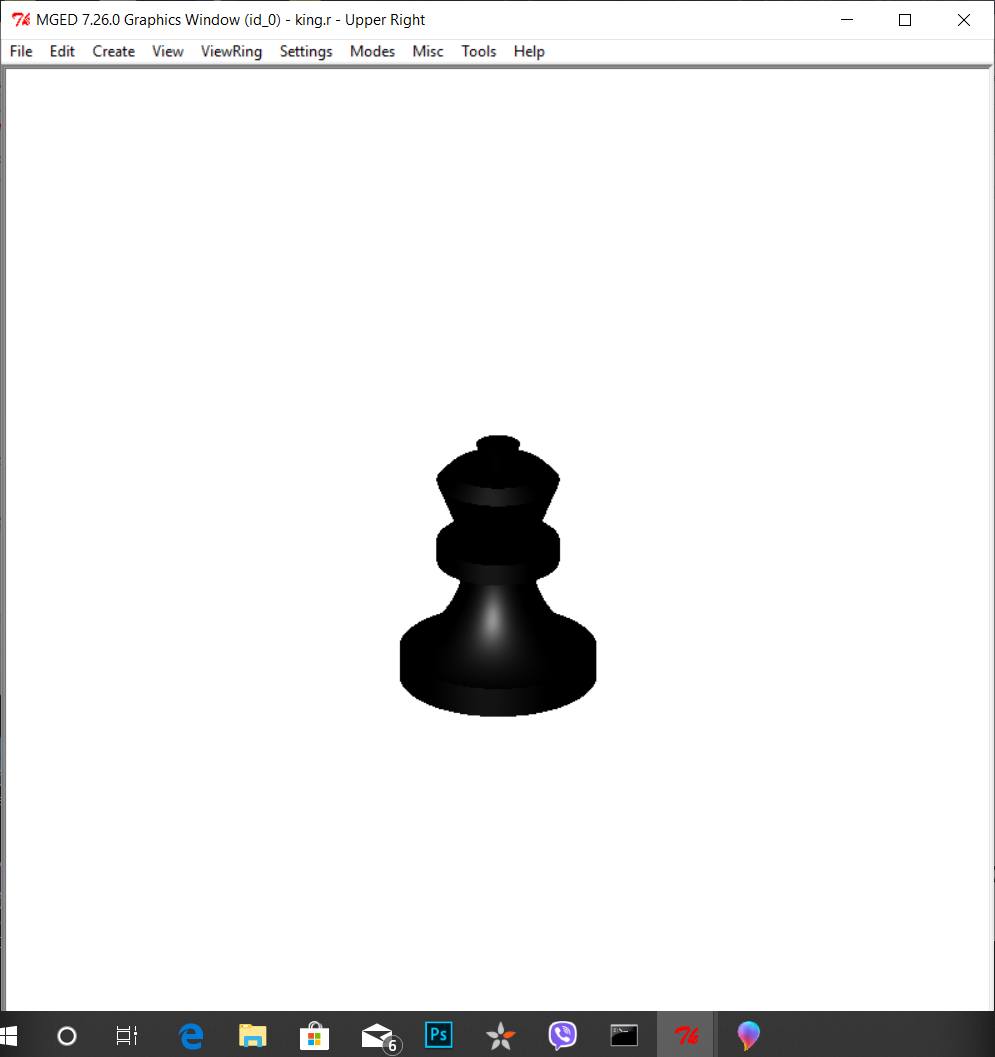 MGED 7.26.0 Graphics Window (id_0) - king.r - Upper Right
File Edit Create View ViewRing Settings Modes Misc Tools Help
6 Ps